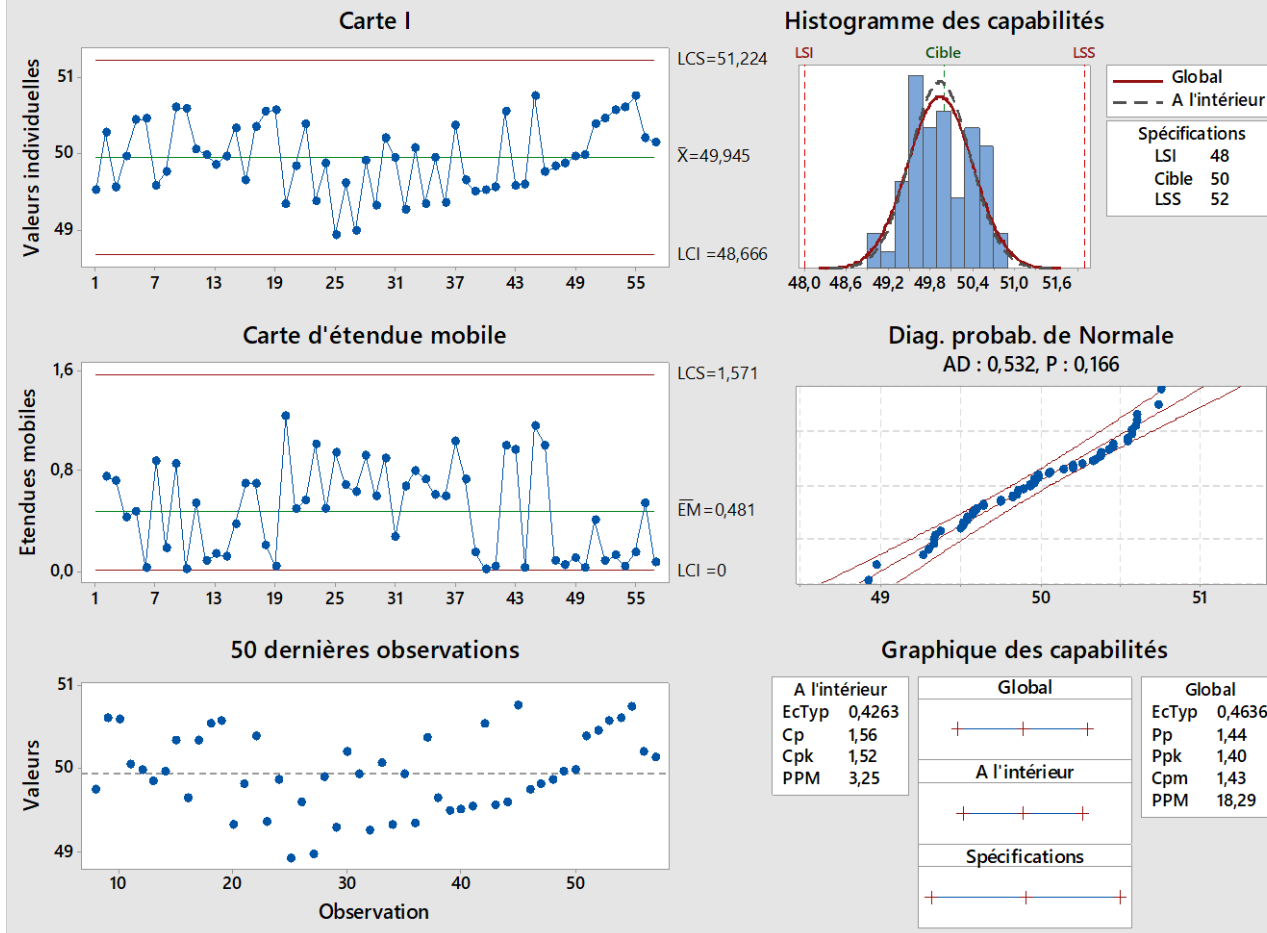 Carte I
Valeurs individuelles
51
50
49
LCS=51,224
X̄=49,945
LCI =48,666
1 7 13 19 25 31 37 43 49 55
Histogramme des capabilités
LSI Cible LSS
48,0 48,6 49,2 49,8 50,4 51,0 51,6
Global
A l'intérieur
Spécifications
LSI 48
Cible 50
LSS 52
Carte d'étendue mobile
Etendues mobiles
1,6
0,8
0,0
LCS=1,571
E̅M̅=0,481
LCI =0
1 7 13 19 25 31 37 43 49 55
Diag. probab. de Normale
AD : 0,532, P : 0,166
49 50 51
50 dernières observations
Valeurs
51
50
49
10 20 30 40 50
Observation
Graphique des capabilités
A l'intérieur
EcTyp 0,4263
Cp 1,56
Cpk 1,52
PPM 3,25
Global
A l'intérieur
Spécifications
Global
EcTyp 0,4636
Pp 1,44
Ppk 1,40
Cpm 1,43
PPM 18,29